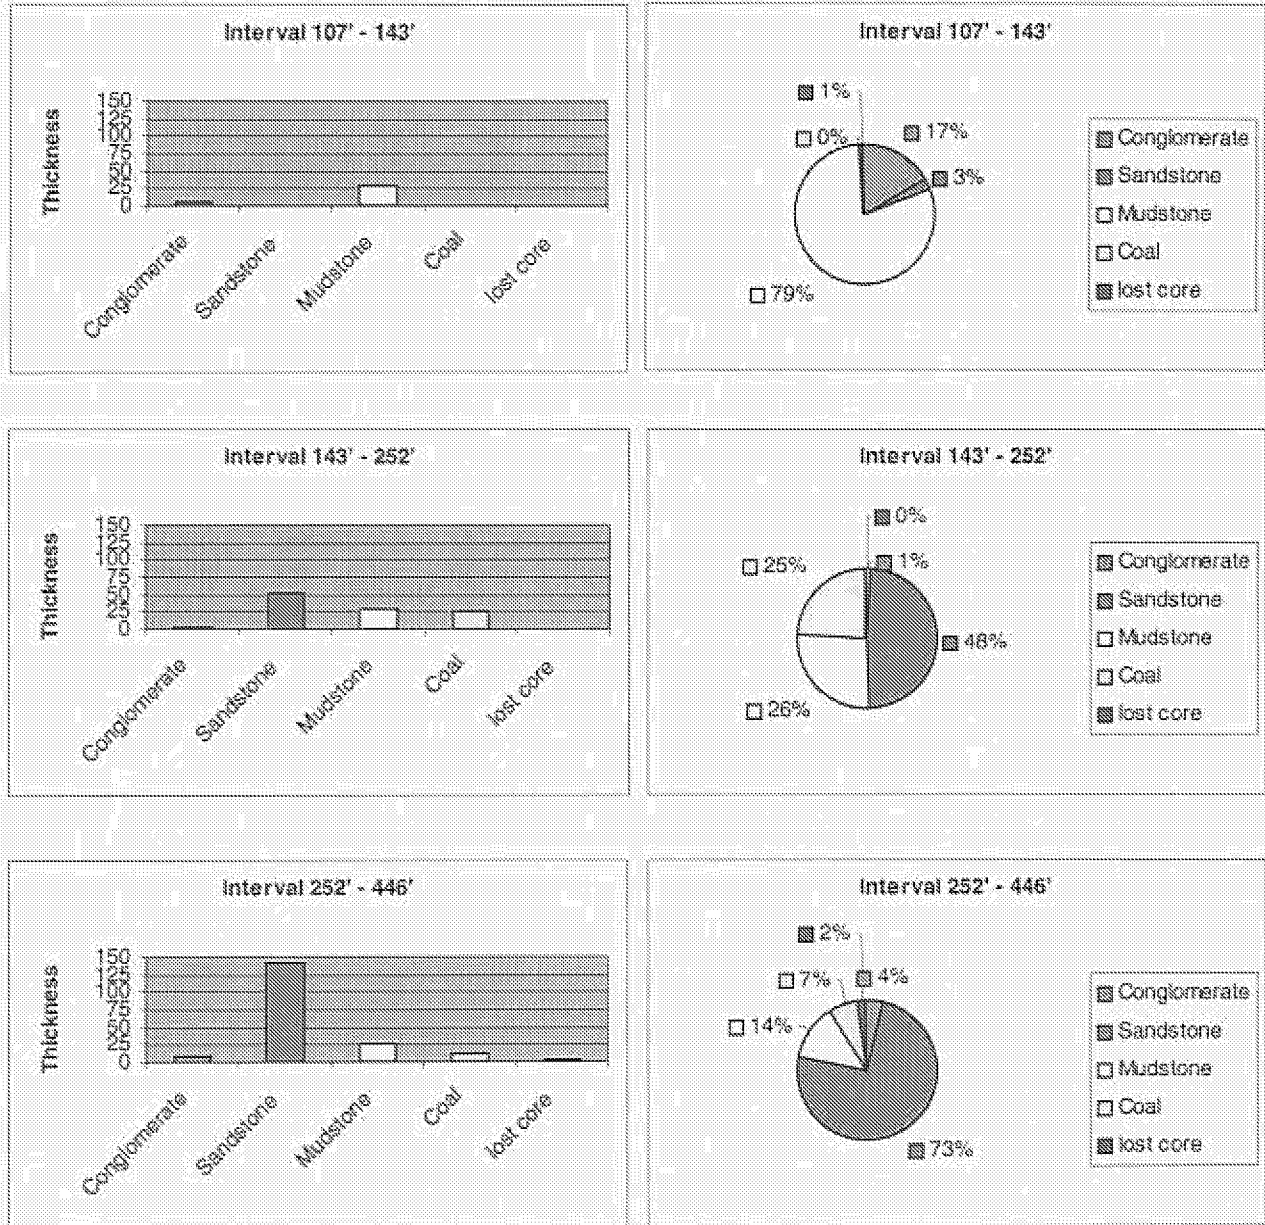 Interval 107' - 143'
Thickness
150
125
100
75
50
25
0
Conglomerate
Sandstone
Mudstone
Coal
lost core
Interval 107' - 143'
1%
0%
17%
3%
79%
Conglomerate
Sandstone
Mudstone
Coal
lost core
Interval 143' - 252'
Thickness
150
125
100
75
50
25
0
Conglomerate
Sandstone
Mudstone
Coal
lost core
Interval 143' - 252'
0%
1%
25%
48%
26%
Conglomerate
Sandstone
Mudstone
Coal
lost core
Interval 252' - 446'
Thickness
150
125
100
75
50
25
0
Conglomerate
Sandstone
Mudstone
Coal
lost core
Interval 252' - 446'
2%
7%
4%
14%
73%
Conglomerate
Sandstone
Mudstone
Coal
lost core